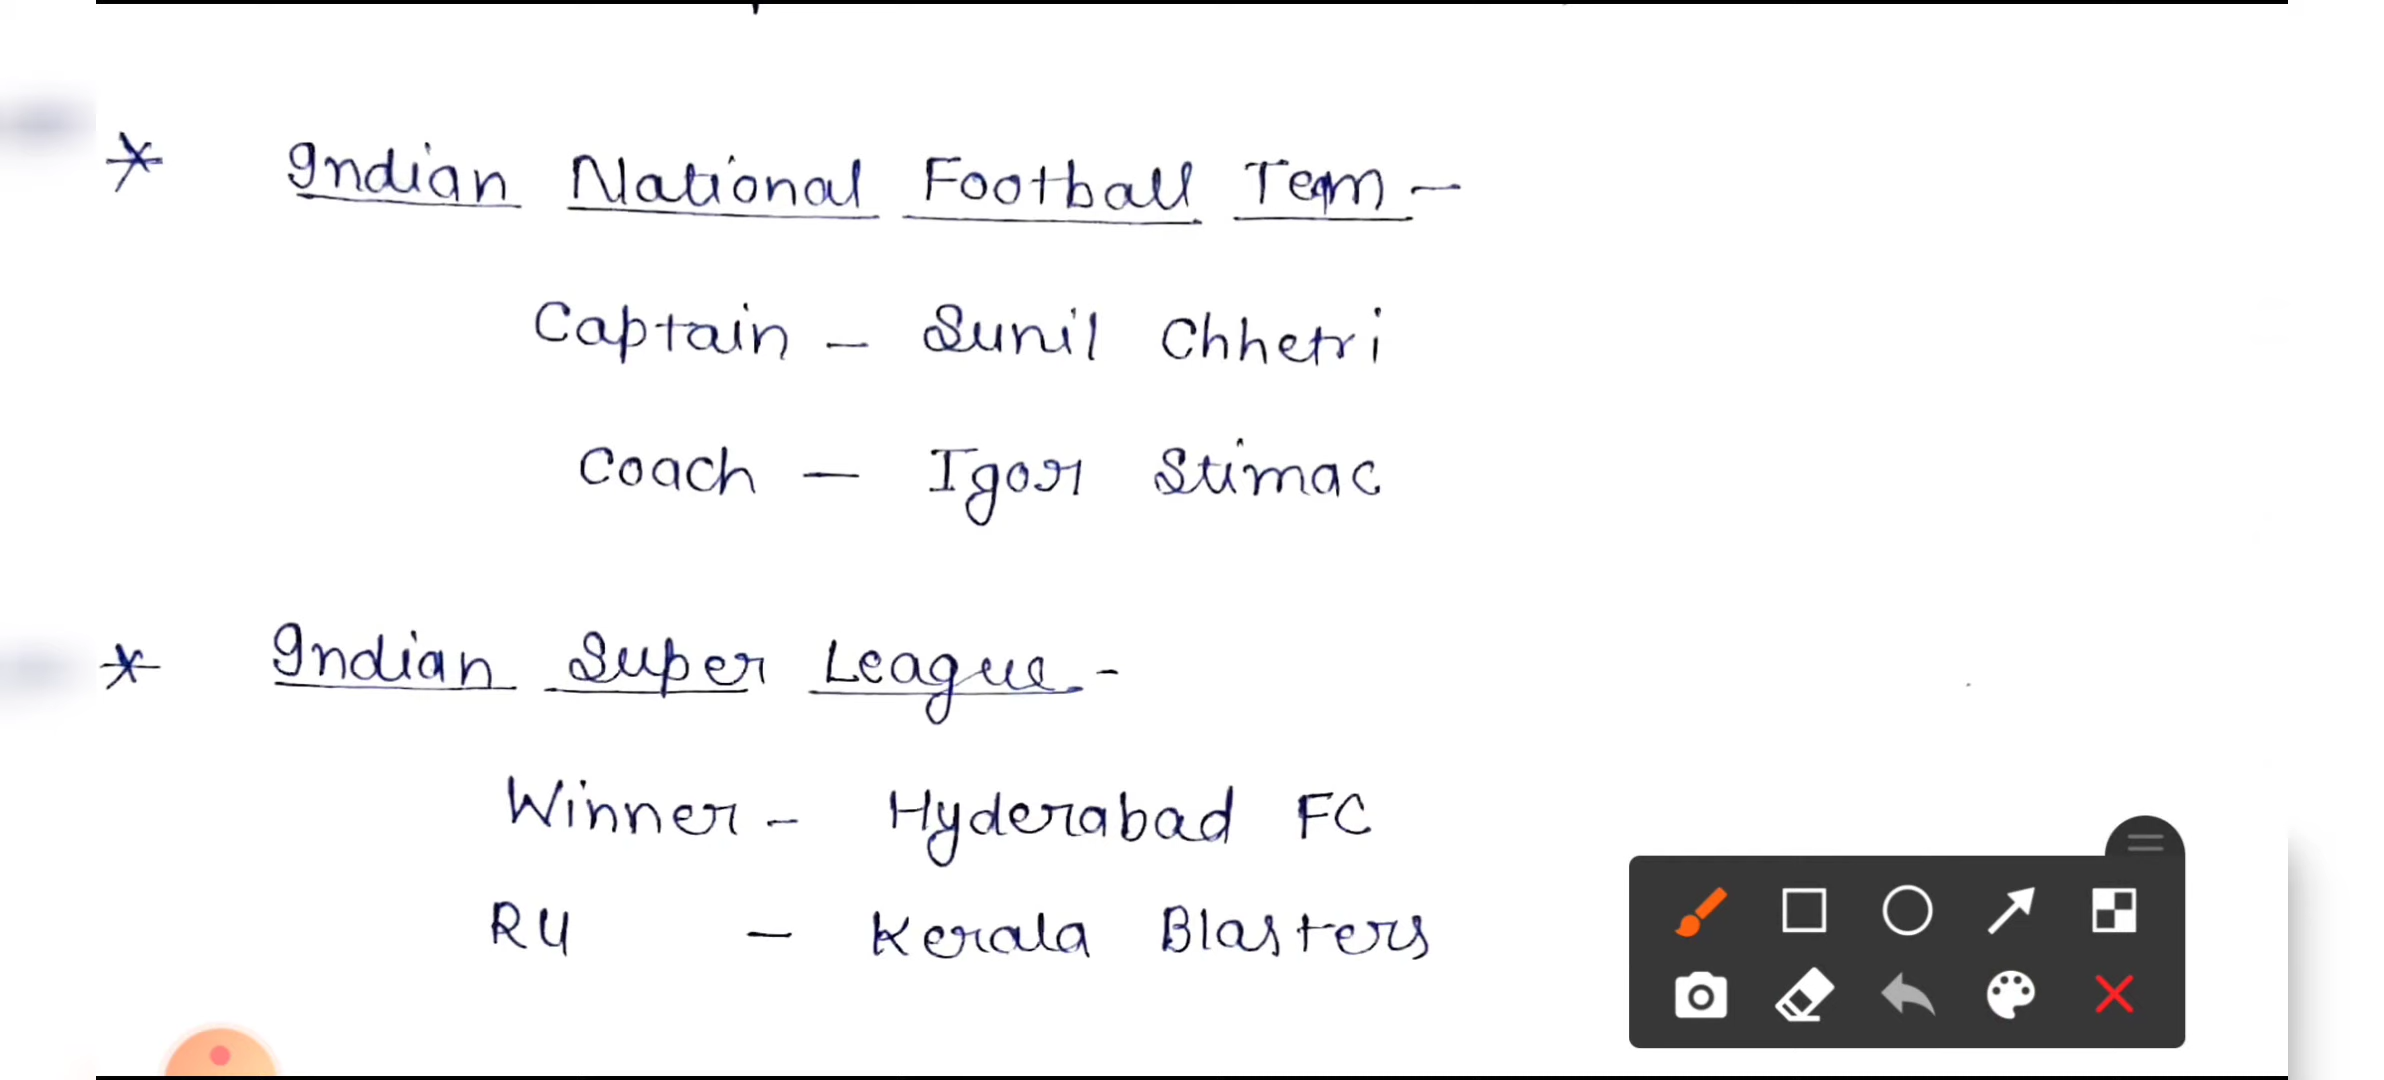 * Indian National Football Team -
Captain - Sunil Chhetri
Coach - Igor Stimac
* Indian Super League -
Winner - Hyderabad FC
RU - Kerala Blasters